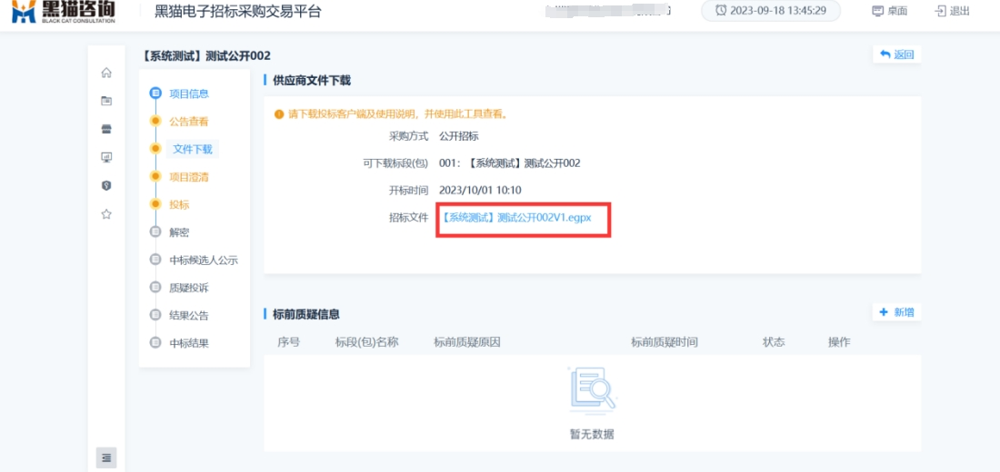 黑猫咨询
BLACK CAT CONSULTATION
黑猫电子招标采购交易平台
2023-09-18 13:45:29
桌面
退出
【系统测试】测试公开002
返回
项目信息
公告查看
文件下载
项目澄清
投标
解密
中标候选人公示
质疑投诉
结果公告
中标结果
供应商文件下载
请下载投标客户端及使用说明，并使用此工具查看。
采购方式 公开招标
可下载标段(包) 001：【系统测试】测试公开002
开标时间 2023/10/01 10:10
招标文件 【系统测试】测试公开002V1.egpx
标前质疑信息
新增
序号 标段(包)名称 标前质疑原因 标前质疑时间 状态 操作
暂无数据